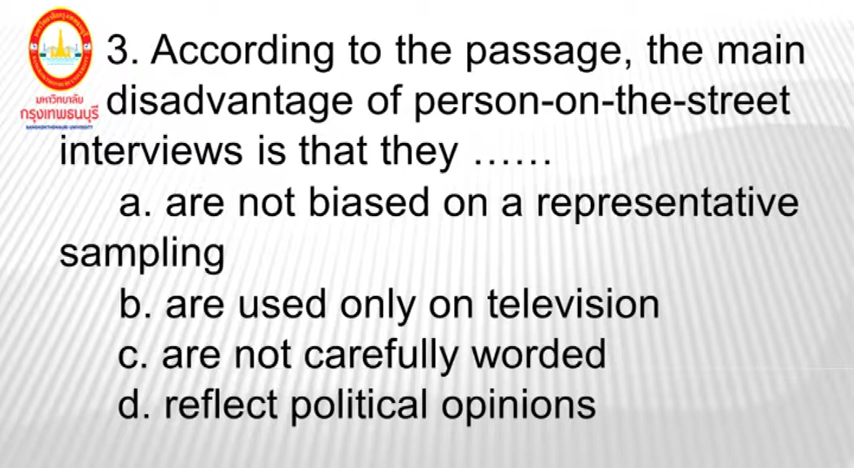 3. According to the passage, the main
มหาวิทยาลัย
disadvantage of person-on-the-street
กรุงเทพธนบุรี
BANGKOKTHONBURI UNIVERSITY
interviews is that they ……
a. are not biased on a representative
sampling
b. are used only on television
c. are not carefully worded
d. reflect political opinions